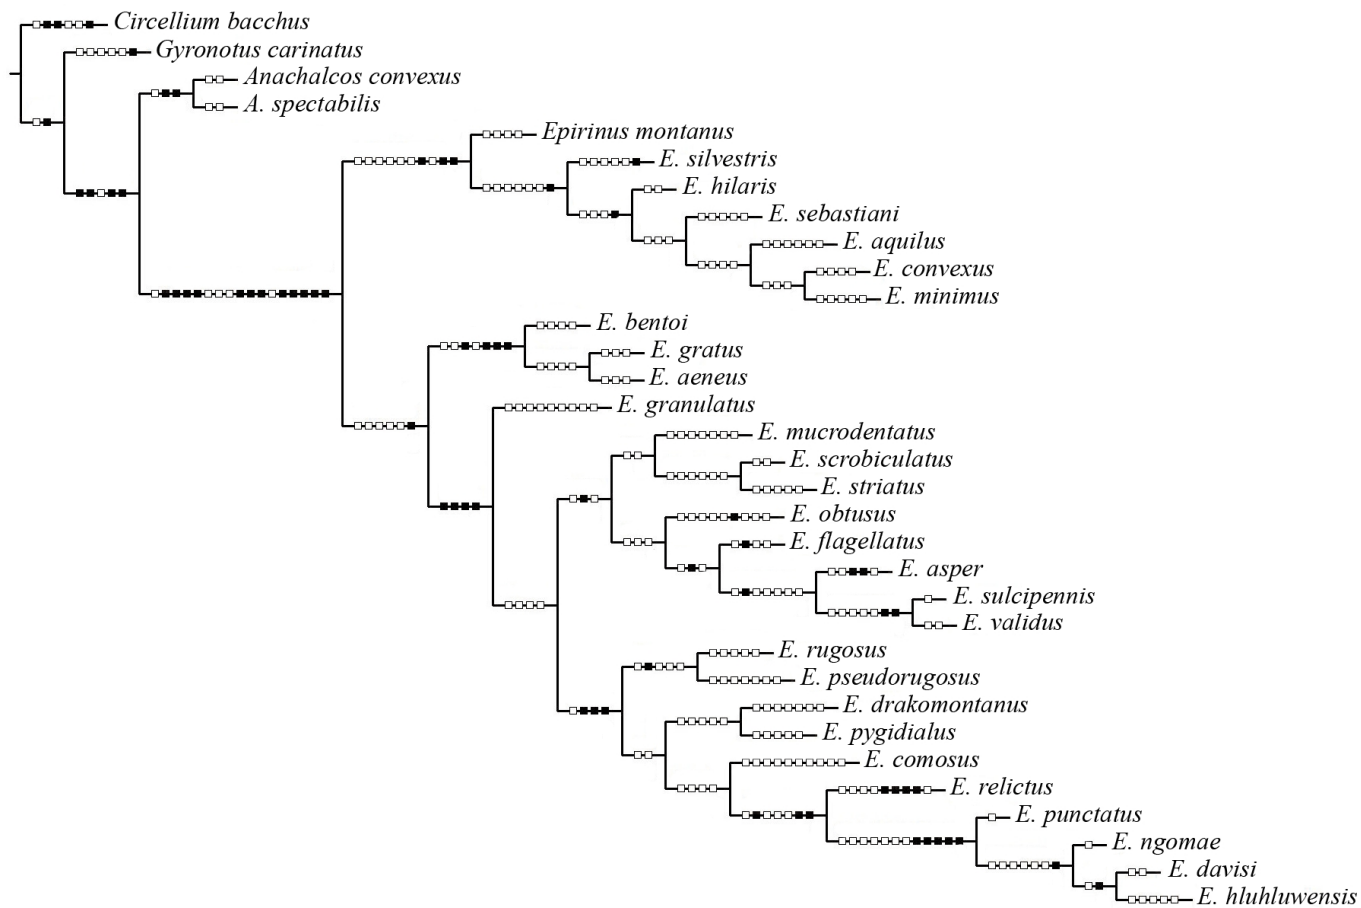 Circellium bacchus
Gyronotus carinatus
Anachalcos convexus
A. spectabilis
Epirinus montanus
E. silvestris
E. hilaris
E. sebastiani
E. aquilus
E. convexus
E. minimus
E. bentoi
E. gratus
E. aeneus
E. granulatus
E. mucrodentatus
E. scrobiculatus
E. striatus
E. obtusus
E. flagellatus
E. asper
E. sulcipennis
E. validus
E. rugosus
E. pseudorugosus
E. drakomontanus
E. pygidialus
E. comosus
E. relictus
E. punctatus
E. ngomae
E. davisi
E. hluhluwensis